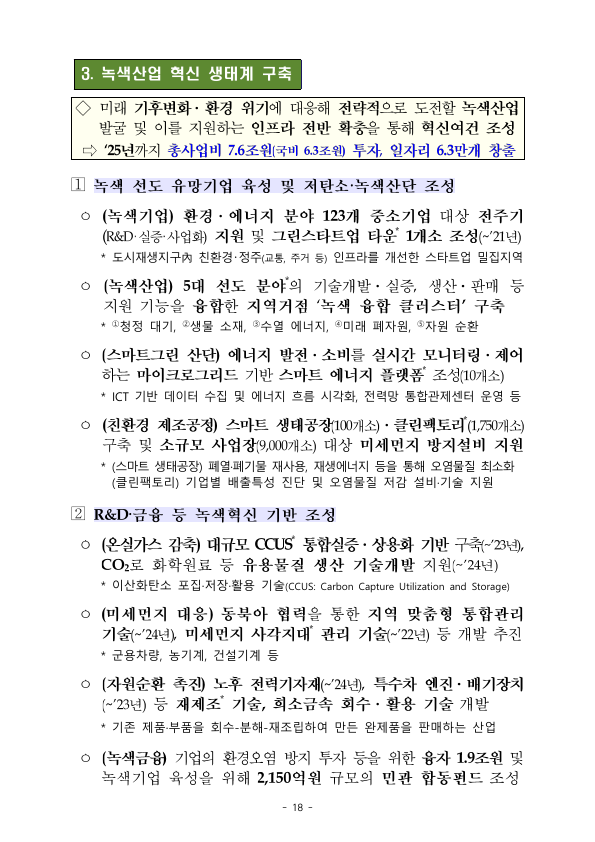 3. 녹색산업 혁신 생태계 구축
◇ 미래 기후변화·환경 위기에 대응해 전략적으로 도전할 녹색산업
발굴 및 이를 지원하는 인프라 전반 확충을 통해 혁신여건 조성
⇨ ‘25년까지 총사업비 7.6조원(국비 6.3조원) 투자, 일자리 6.3만개 창출
1 녹색 선도 유망기업 육성 및 저탄소·녹색산단 조성
ㅇ (녹색기업) 환경·에너지 분야 123개 중소기업 대상 전주기
(R&D·실증·사업화) 지원 및 그린스타트업 타운* 1개소 조성(~’21년)
* 도시재생지구內 친환경·정주(교통, 주거 등) 인프라를 개선한 스타트업 밀집지역
ㅇ (녹색산업) 5대 선도 분야*의 기술개발·실증, 생산·판매 등
지원 기능을 융합한 지역거점 ‘녹색 융합 클러스터’ 구축
* ①청정 대기, ②생물 소재, ③수열 에너지, ④미래 폐자원, ⑤자원 순환
ㅇ (스마트그린 산단) 에너지 발전·소비를 실시간 모니터링·제어
하는 마이크로그리드 기반 스마트 에너지 플랫폼* 조성(10개소)
* ICT 기반 데이터 수집 및 에너지 흐름 시각화, 전력망 통합관제센터 운영 등
ㅇ (친환경 제조공정) 스마트 생태공장(100개소)·클린팩토리*(1,750개소)
구축 및 소규모 사업장(9,000개소) 대상 미세먼지 방지설비 지원
* (스마트 생태공장) 폐열·폐기물 재사용, 재생에너지 등을 통해 오염물질 최소화
(클린팩토리) 기업별 배출특성 진단 및 오염물질 저감 설비·기술 지원
2 R&D·금융 등 녹색혁신 기반 조성
ㅇ (온실가스 감축) 대규모 CCUS* 통합실증·상용화 기반 구축(~’23년),
CO₂로 화학원료 등 유용물질 생산 기술개발 지원(~’24년)
* 이산화탄소 포집·저장·활용 기술(CCUS: Carbon Capture Utilization and Storage)
ㅇ (미세먼지 대응) 동북아 협력을 통한 지역 맞춤형 통합관리
기술(~’24년), 미세먼지 사각지대* 관리 기술(~’22년) 등 개발 추진
* 군용차량, 농기계, 건설기계 등
ㅇ (자원순환 촉진) 노후 전력기자재(~’24년), 특수차 엔진·배기장치
(~’23년) 등 재제조* 기술, 희소금속 회수·활용 기술 개발
* 기존 제품·부품을 회수-분해-재조립하여 만든 완제품을 판매하는 산업
ㅇ (녹색금융) 기업의 환경오염 방지 투자 등을 위한 융자 1.9조원 및
녹색기업 육성을 위해 2,150억원 규모의 민관 합동펀드 조성
- 18 -